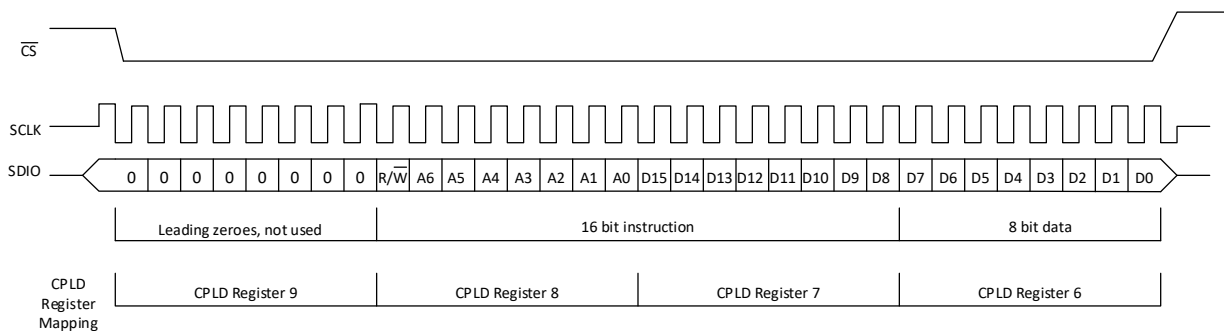 C̅S̅
SCLK
SDIO
0 0 0 0 0 0 0 0 R/W̅ A6 A5 A4 A3 A2 A1 A0 D15 D14 D13 D12 D11 D10 D9 D8 D7 D6 D5 D4 D3 D2 D1 D0
Leading zeroes, not used 16 bit instruction 8 bit data
CPLD
Register
Mapping
CPLD Register 9 CPLD Register 8 CPLD Register 7 CPLD Register 6